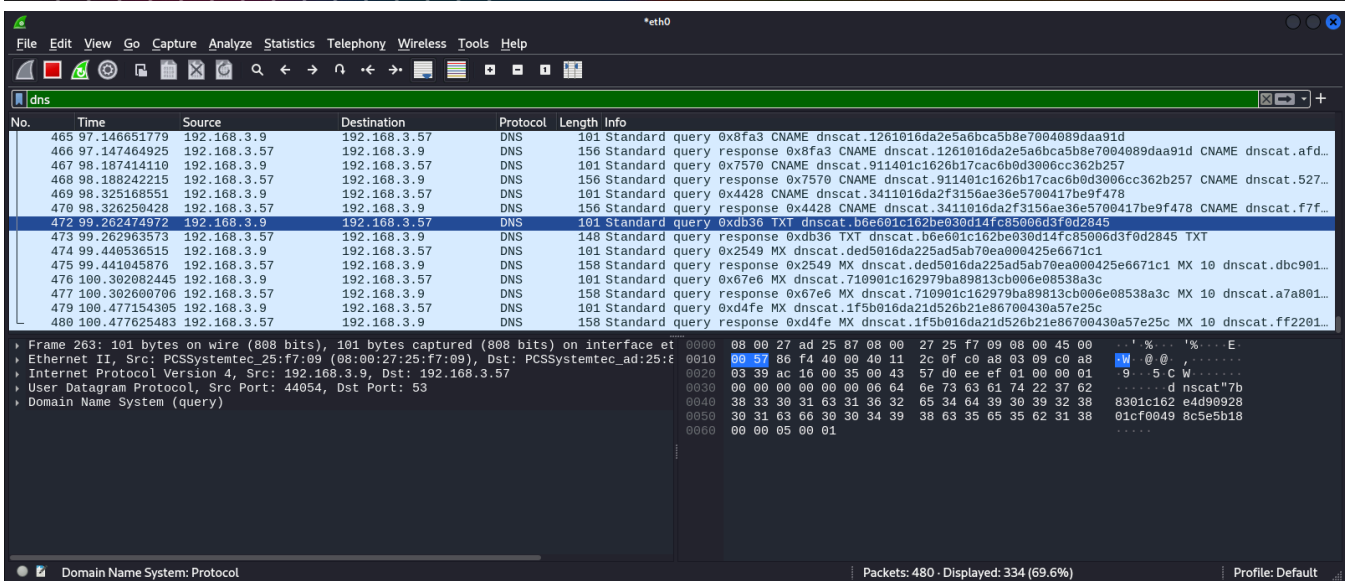 *eth0
File Edit View Go Capture Analyze Statistics Telephony Wireless Tools Help
dns
No. Time Source Destination Protocol Length Info
465 97.146651779 192.168.3.9 192.168.3.57 DNS 101 Standard query 0x8fa3 CNAME dnscat.1261016da2e5a6bca5b8e7004089daa91d
466 97.147464925 192.168.3.57 192.168.3.9 DNS 156 Standard query response 0x8fa3 CNAME dnscat.1261016da2e5a6bca5b8e7004089daa91d CNAME dnscat.afd…
467 98.187414110 192.168.3.9 192.168.3.57 DNS 101 Standard query 0x7570 CNAME dnscat.911401c1626b17cac6b0d3006cc362b257
468 98.188242215 192.168.3.57 192.168.3.9 DNS 156 Standard query response 0x7570 CNAME dnscat.911401c1626b17cac6b0d3006cc362b257 CNAME dnscat.527…
469 98.325168551 192.168.3.9 192.168.3.57 DNS 101 Standard query 0x4428 CNAME dnscat.3411016da2f3156ae36e5700417be9f478
470 98.326250428 192.168.3.57 192.168.3.9 DNS 156 Standard query response 0x4428 CNAME dnscat.3411016da2f3156ae36e5700417be9f478 CNAME dnscat.f7f…
472 99.262474972 192.168.3.9 192.168.3.57 DNS 101 Standard query 0xdb36 TXT dnscat.b6e601c162be030d14fc85006d3f0d2845
473 99.262963573 192.168.3.57 192.168.3.9 DNS 148 Standard query response 0xdb36 TXT dnscat.b6e601c162be030d14fc85006d3f0d2845 TXT
474 99.440536515 192.168.3.9 192.168.3.57 DNS 101 Standard query 0x2549 MX dnscat.ded5016da225ad5ab70ea000425e6671c1
475 99.441045876 192.168.3.57 192.168.3.9 DNS 158 Standard query response 0x2549 MX dnscat.ded5016da225ad5ab70ea000425e6671c1 MX 10 dnscat.dbc901…
476 100.302082445 192.168.3.9 192.168.3.57 DNS 101 Standard query 0x67e6 MX dnscat.710901c162979ba89813cb006e08538a3c
477 100.302600706 192.168.3.57 192.168.3.9 DNS 158 Standard query response 0x67e6 MX dnscat.710901c162979ba89813cb006e08538a3c MX 10 dnscat.a7a801…
479 100.477154305 192.168.3.9 192.168.3.57 DNS 101 Standard query 0xd4fe MX dnscat.1f5b016da21d526b21e86700430a57e25c
480 100.477625483 192.168.3.57 192.168.3.9 DNS 158 Standard query response 0xd4fe MX dnscat.1f5b016da21d526b21e86700430a57e25c MX 10 dnscat.ff2201…
Frame 263: 101 bytes on wire (808 bits), 101 bytes captured (808 bits) on interface et
Ethernet II, Src: PCSSystemtec_25:f7:09 (08:00:27:25:f7:09), Dst: PCSSystemtec_ad:25:8
Internet Protocol Version 4, Src: 192.168.3.9, Dst: 192.168.3.57
User Datagram Protocol, Src Port: 44054, Dst Port: 53
Domain Name System (query)
0000 08 00 27 ad 25 87 08 00 27 25 f7 09 08 00 45 00 ··'·%··· '%····E·
0010 00 57 86 f4 40 00 40 11 2c 0f c0 a8 03 09 c0 a8 ·W··@·@· ,·······
0020 03 39 ac 16 00 35 00 43 57 d0 ee ef 01 00 00 01 ·9···5·C W·······
0030 00 00 00 00 00 00 06 64 6e 73 63 61 74 22 37 62 ·······d nscat"7b
0040 38 33 30 31 63 31 36 32 65 34 64 39 30 39 32 38 8301c162 e4d90928
0050 30 31 63 66 30 30 34 39 38 63 35 65 35 62 31 38 01cf0049 8c5e5b18
0060 00 00 05 00 01 ·····
Domain Name System: Protocol Packets: 480 · Displayed: 334 (69.6%) Profile: Default